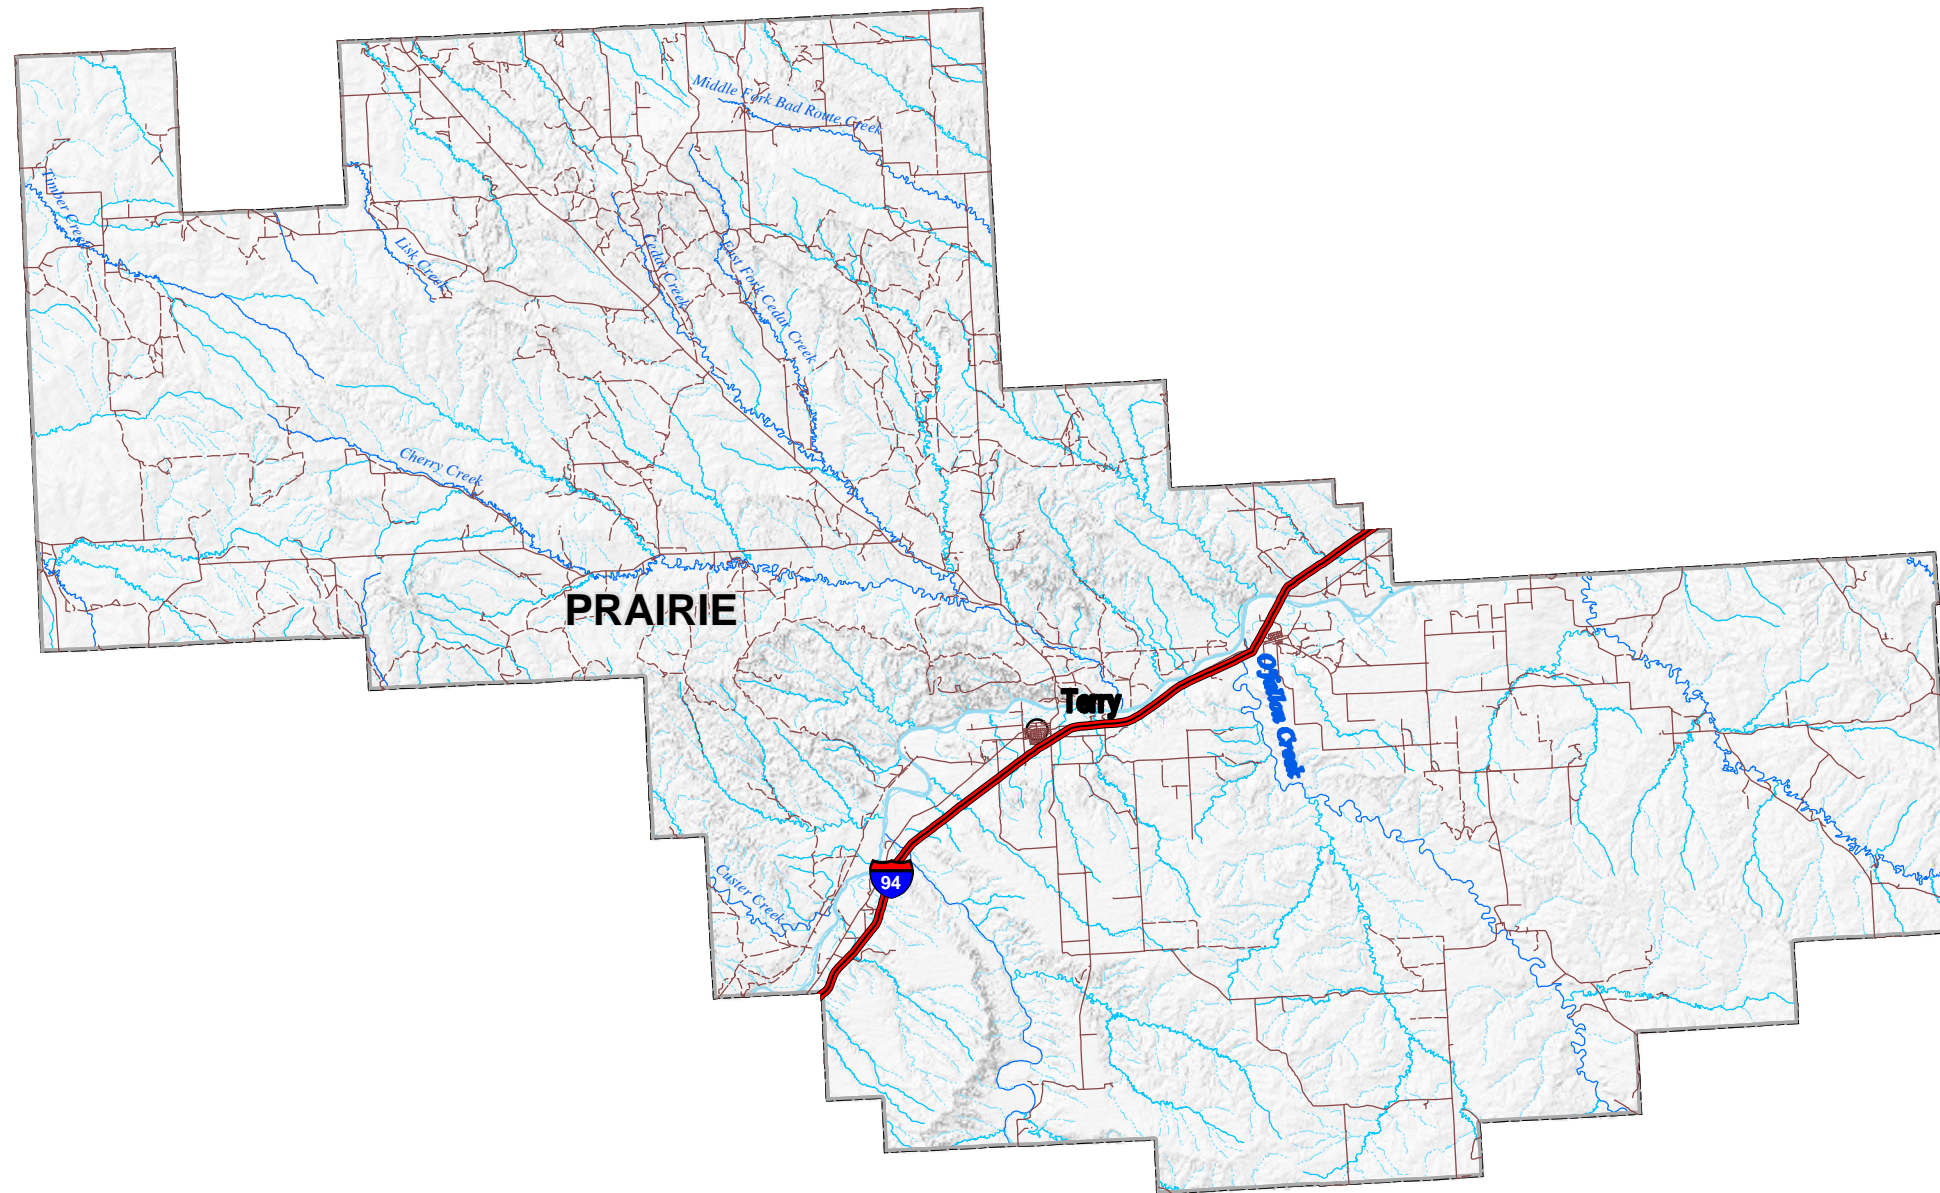 Middle Fork Bad Route Creek
Timber Creek
Lisk Creek
Cedar Creek
East Fork Cedar Creek
Cherry Creek
PRAIRIE
O'Fallon Creek
Terry
94
Custer Creek